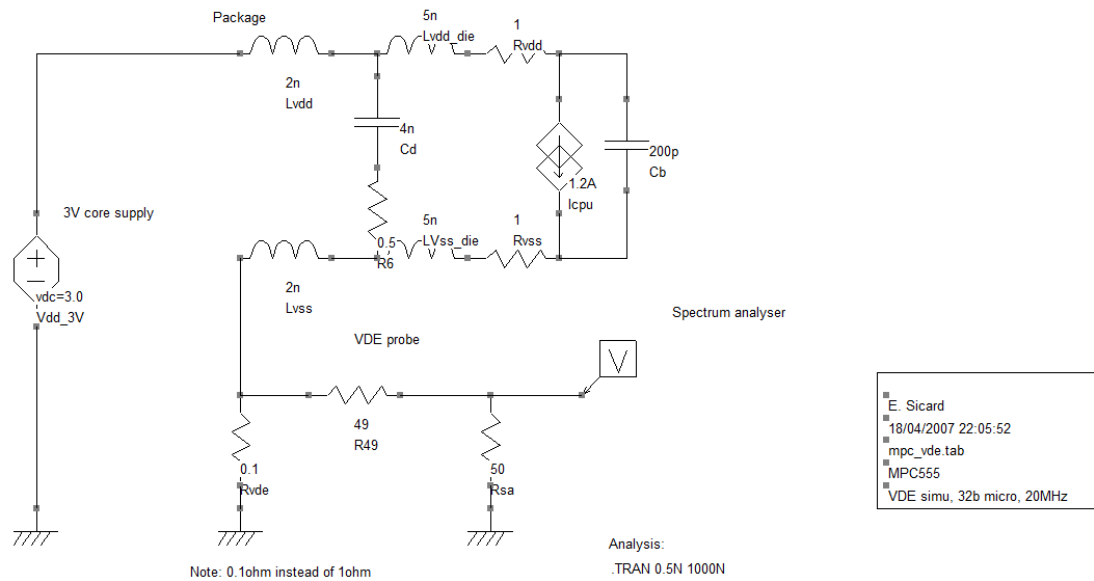 Package
5n
Lvdd_die
1
Rvdd
2n
Lvdd
4n
Cd
1.2A
Icpu
200p
Cb
3V core supply
5n
LVss_die
1
Rvss
0.5
R6
vdc=3.0
Vdd_3V
2n
Lvss
Spectrum analyser
VDE probe
V
49
R49
0.1
Rvde
50
Rsa
E. Sicard
18/04/2007 22:05:52
mpc_vde.tab
MPC555
VDE simu, 32b micro, 20MHz
Analysis:
.TRAN 0.5N 1000N
Note: 0.1ohm instead of 1ohm